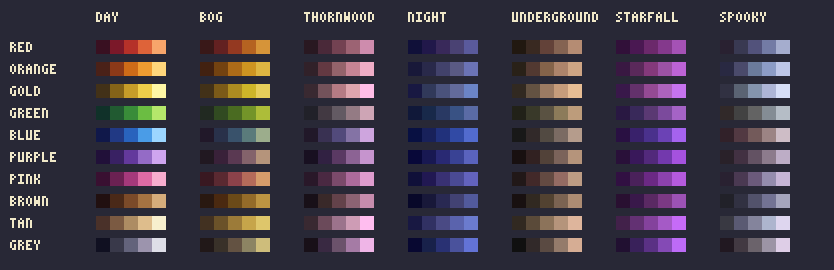 DAY BOG THORNWOOD NIGHT UNDERGROUND STARFALL SPOOKY
RED
ORANGE
GOLD
GREEN
BLUE
PURPLE
PINK
BROWN
TAN
GREY